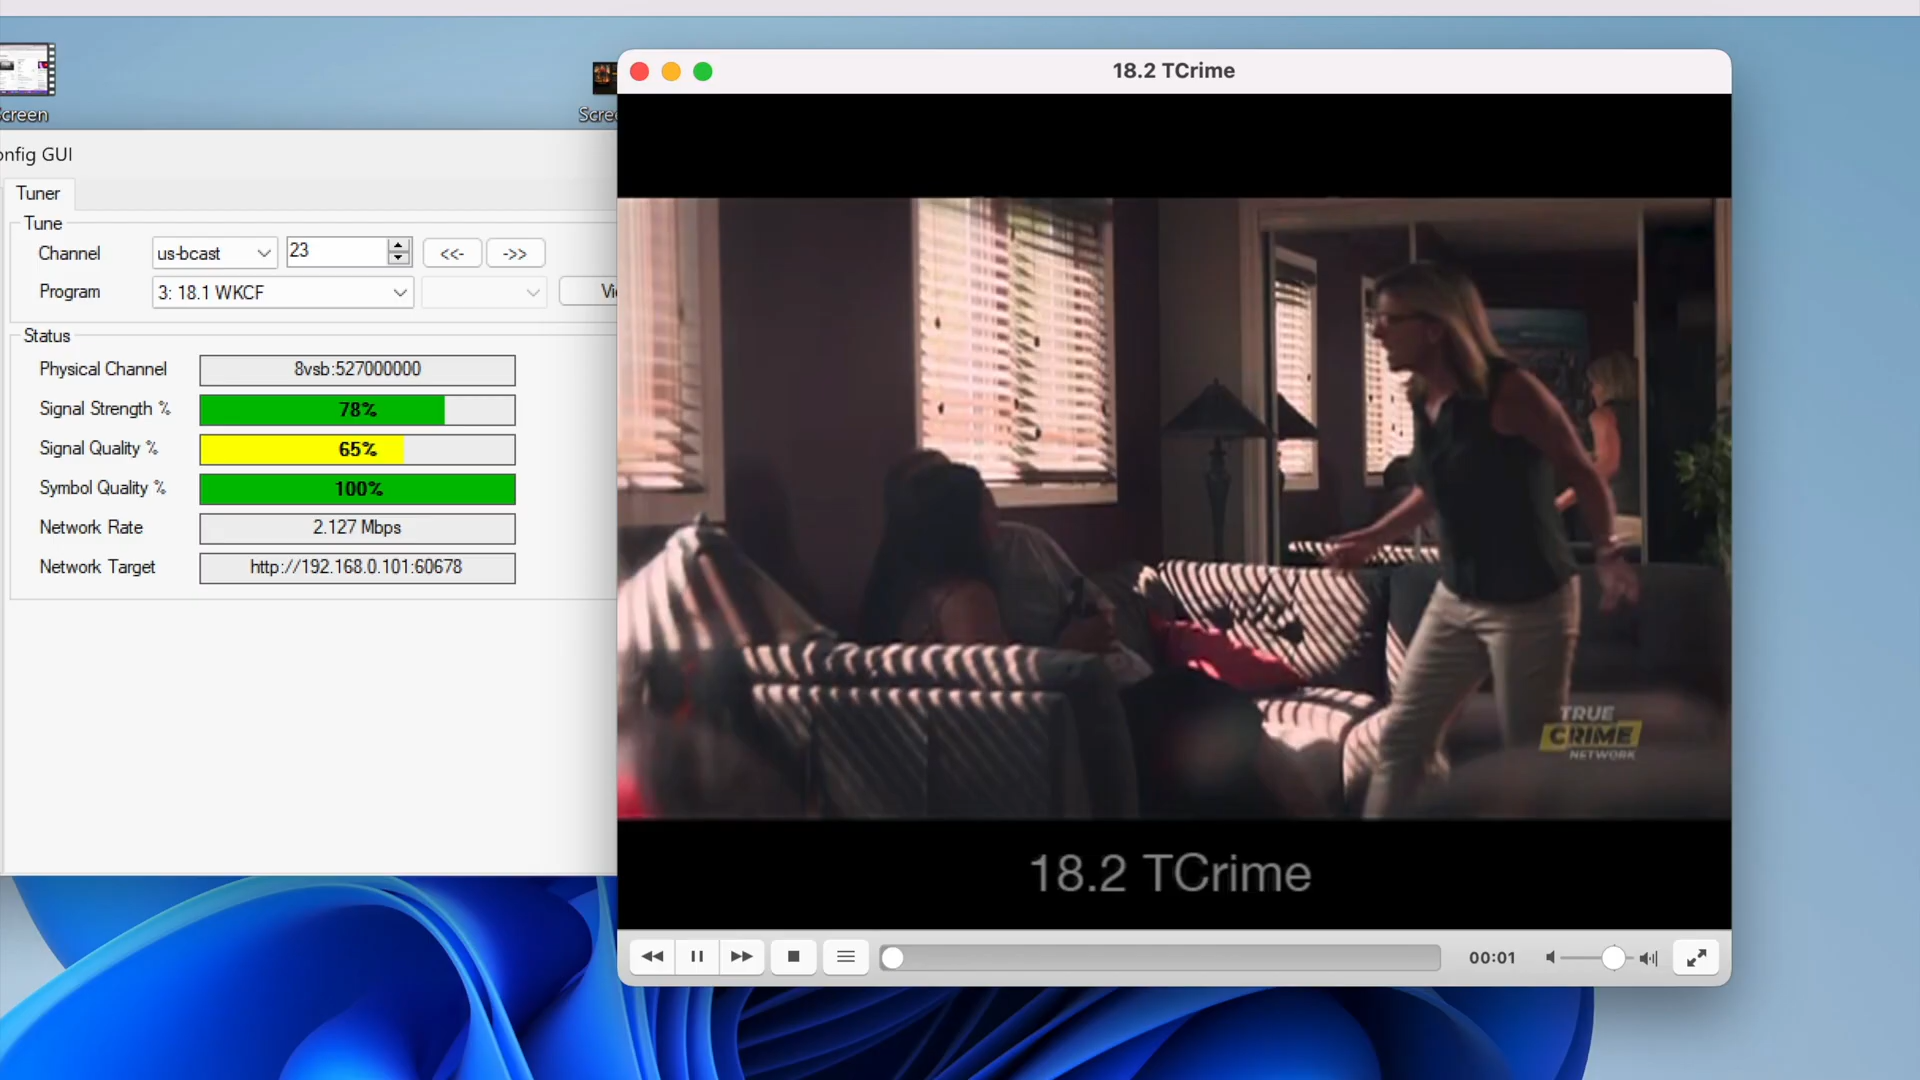 creen
Scre
onfig GUI
Tuner
Tune
Channel
us-bcast
23
<<-
->>
Program
3: 18.1 WKCF
Vi
Status
Physical Channel
8vsb:527000000
Signal Strength %
78%
Signal Quality %
65%
Symbol Quality %
100%
Network Rate
2.127 Mbps
Network Target
http://192.168.0.101:60678
18.2 TCrime
TRUE
CRIME
NETWORK
18.2 TCrime
00:01